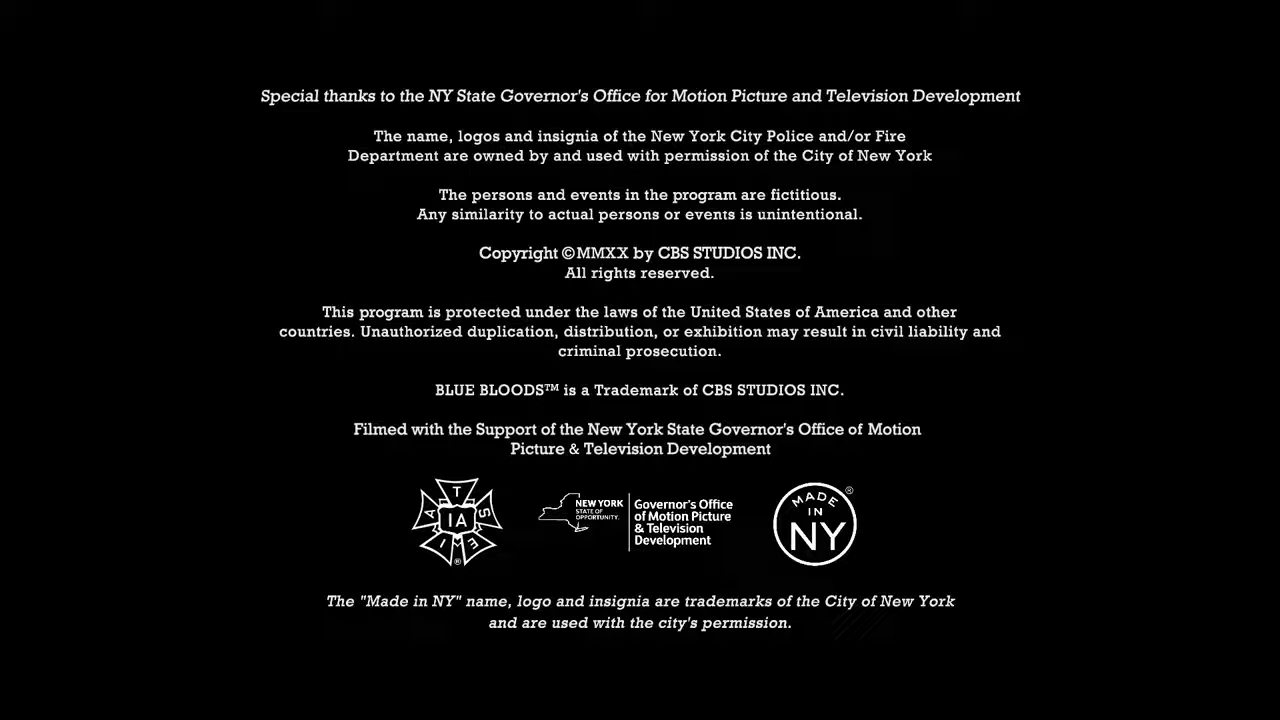 Special thanks to the NY State Governor's Office for Motion Picture and Television Development
The name, logos and insignia of the New York City Police and/or Fire
Department are owned by and used with permission of the City of New York
The persons and events in the program are fictitious.
Any similarity to actual persons or events is unintentional.
Copyright ©MMXX by CBS STUDIOS INC.
All rights reserved.
This program is protected under the laws of the United States of America and other
countries. Unauthorized duplication, distribution, or exhibition may result in civil liability and
criminal prosecution.
BLUE BLOODS™ is a Trademark of CBS STUDIOS INC.
Filmed with the Support of the New York State Governor's Office of Motion
Picture & Television Development
I A T S E M
IA
®
NEW YORK
STATE OF
OPPORTUNITY.
Governor's Office
of Motion Picture
& Television
Development
MADE
IN
NY
®
The "Made in NY" name, logo and insignia are trademarks of the City of New York
and are used with the city's permission.